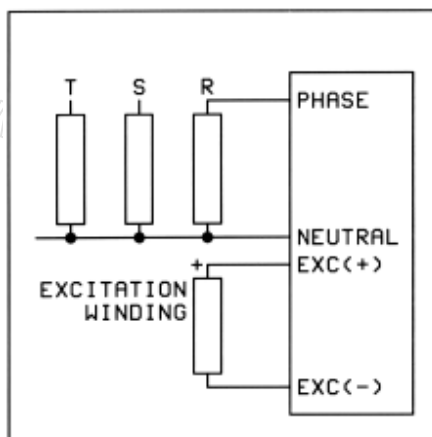 T S R
PHASE
NEUTRAL
+ EXC(+)
EXCITATION
WINDING
EXC(-)